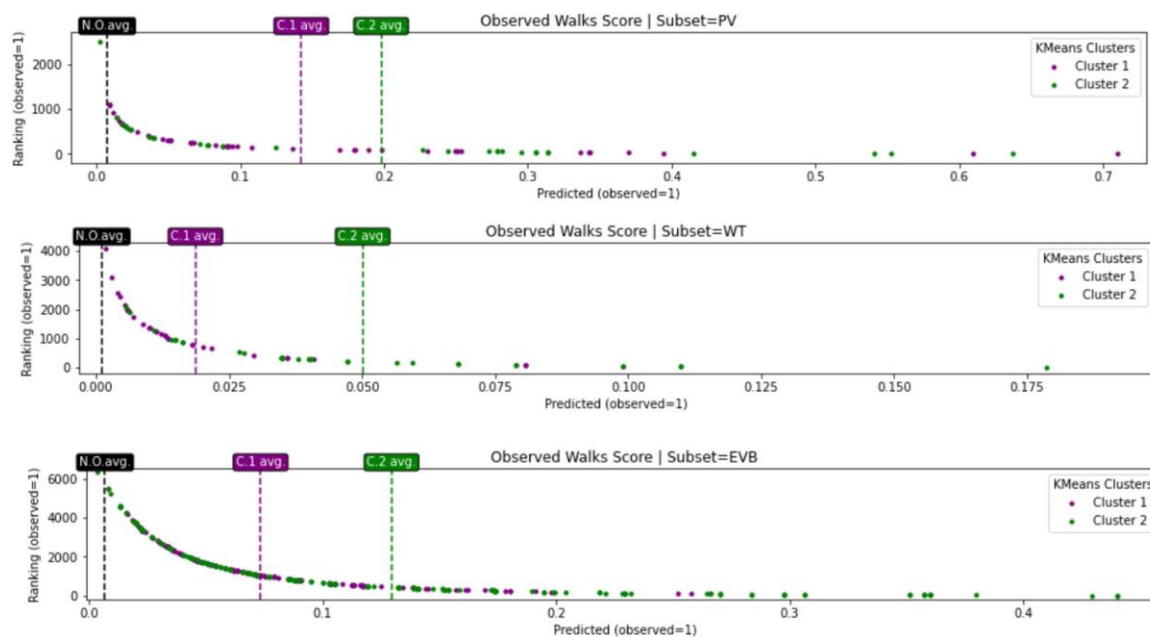 Observed Walks Score | Subset=PV
N.O.avg.
C.1 avg.
C.2 avg.
KMeans Clusters
Cluster 1
Cluster 2
Ranking (observed=1)
2000
1000
0
0.0 0.1 0.2 0.3 0.4 0.5 0.6 0.7
Predicted (observed=1)
Observed Walks Score | Subset=WT
N.O.avg.
C.1 avg.
C.2 avg.
KMeans Clusters
Cluster 1
Cluster 2
Ranking (observed=1)
4000
3000
2000
1000
0
0.000 0.025 0.050 0.075 0.100 0.125 0.150 0.175
Predicted (observed=1)
Observed Walks Score | Subset=EVB
N.O.avg.
C.1 avg.
C.2 avg.
KMeans Clusters
Cluster 1
Cluster 2
Ranking (observed=1)
6000
4000
2000
0
0.0 0.1 0.2 0.3 0.4
Predicted (observed=1)